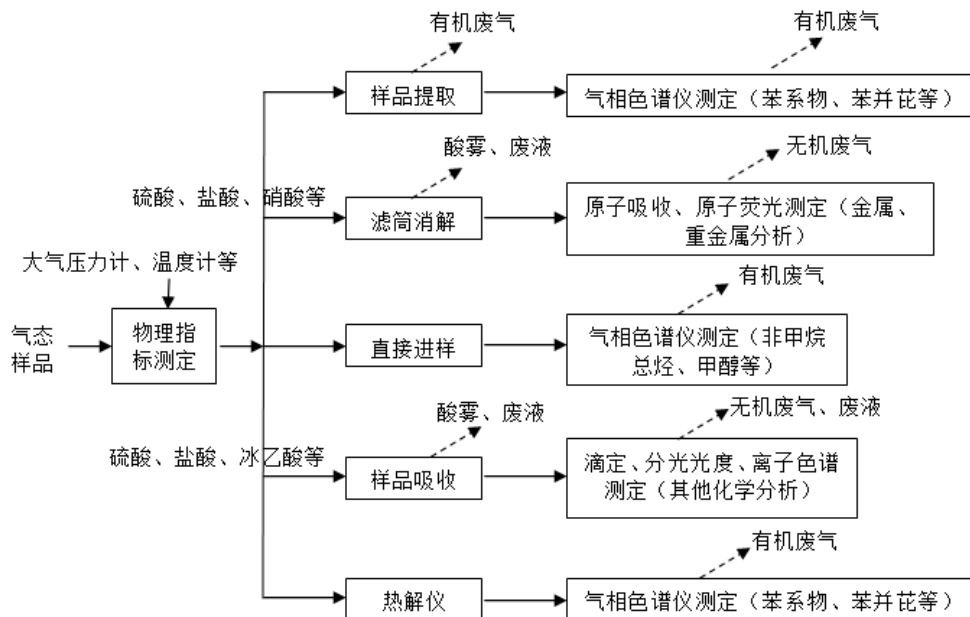 有机废气
有机废气
样品提取
气相色谱仪测定（苯系物、苯并芘等）
酸雾、废液
无机废气
硫酸、盐酸、硝酸等
滤筒消解
原子吸收、原子荧光测定（金属、
重金属分析）
大气压力计、温度计等
有机废气
气态
样品
物理指
标测定
直接进样
气相色谱仪测定（非甲烷
总烃、甲醇等）
酸雾、废液
无机废气、废液
硫酸、盐酸、冰乙酸等
样品吸收
滴定、分光光度、离子色谱
测定（其他化学分析）
有机废气
热解仪
气相色谱仪测定（苯系物、苯并芘等）